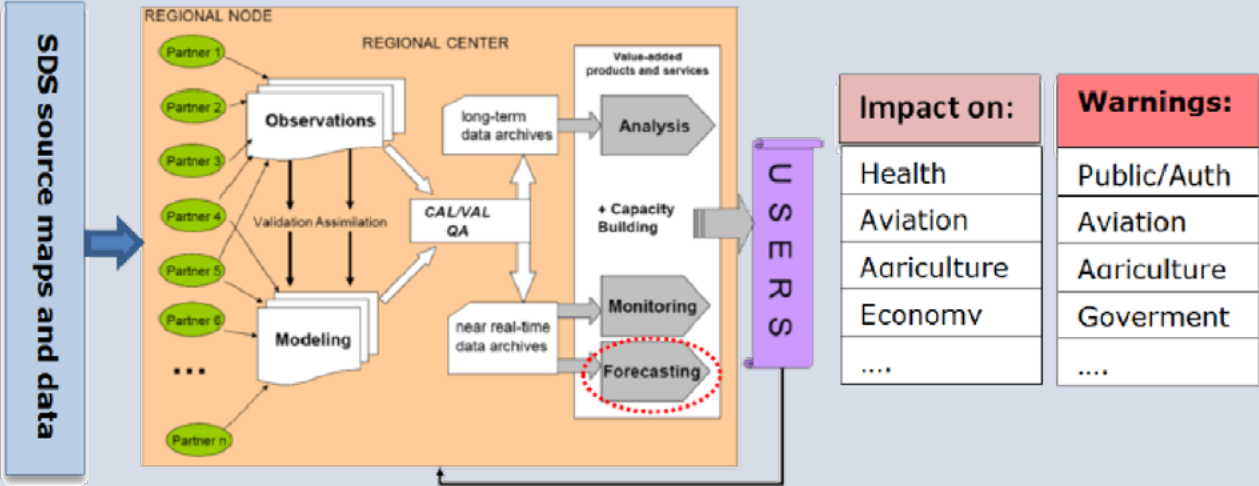 SDS source maps and data
REGIONAL NODE
REGIONAL CENTER
Partner 1
Partner 2
Partner 3
Partner 4
Partner 5
Partner 6
...
Partner n
Observations
Validation Assimilation
Modeling
CAL/VAL
QA
long-term
data archives
near real-time
data archives
Value-added
products and services
Analysis
+ Capacity
Building
Monitoring
Forecasting
USERS
Impact on:
Health
Aviation
Agriculture
Economy
....
Warnings:
Public/Auth
Aviation
Agriculture
Goverment
....